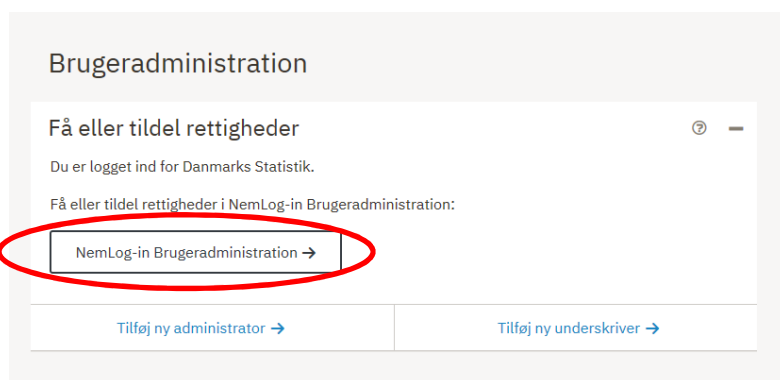 Brugeradministration
Få eller tildel rettigheder
Du er logget ind for Danmarks Statistik.
Få eller tildel rettigheder i NemLog-in Brugeradministration:
NemLog-in Brugeradministration →
Tilføj ny administrator →
Tilføj ny underskriver →